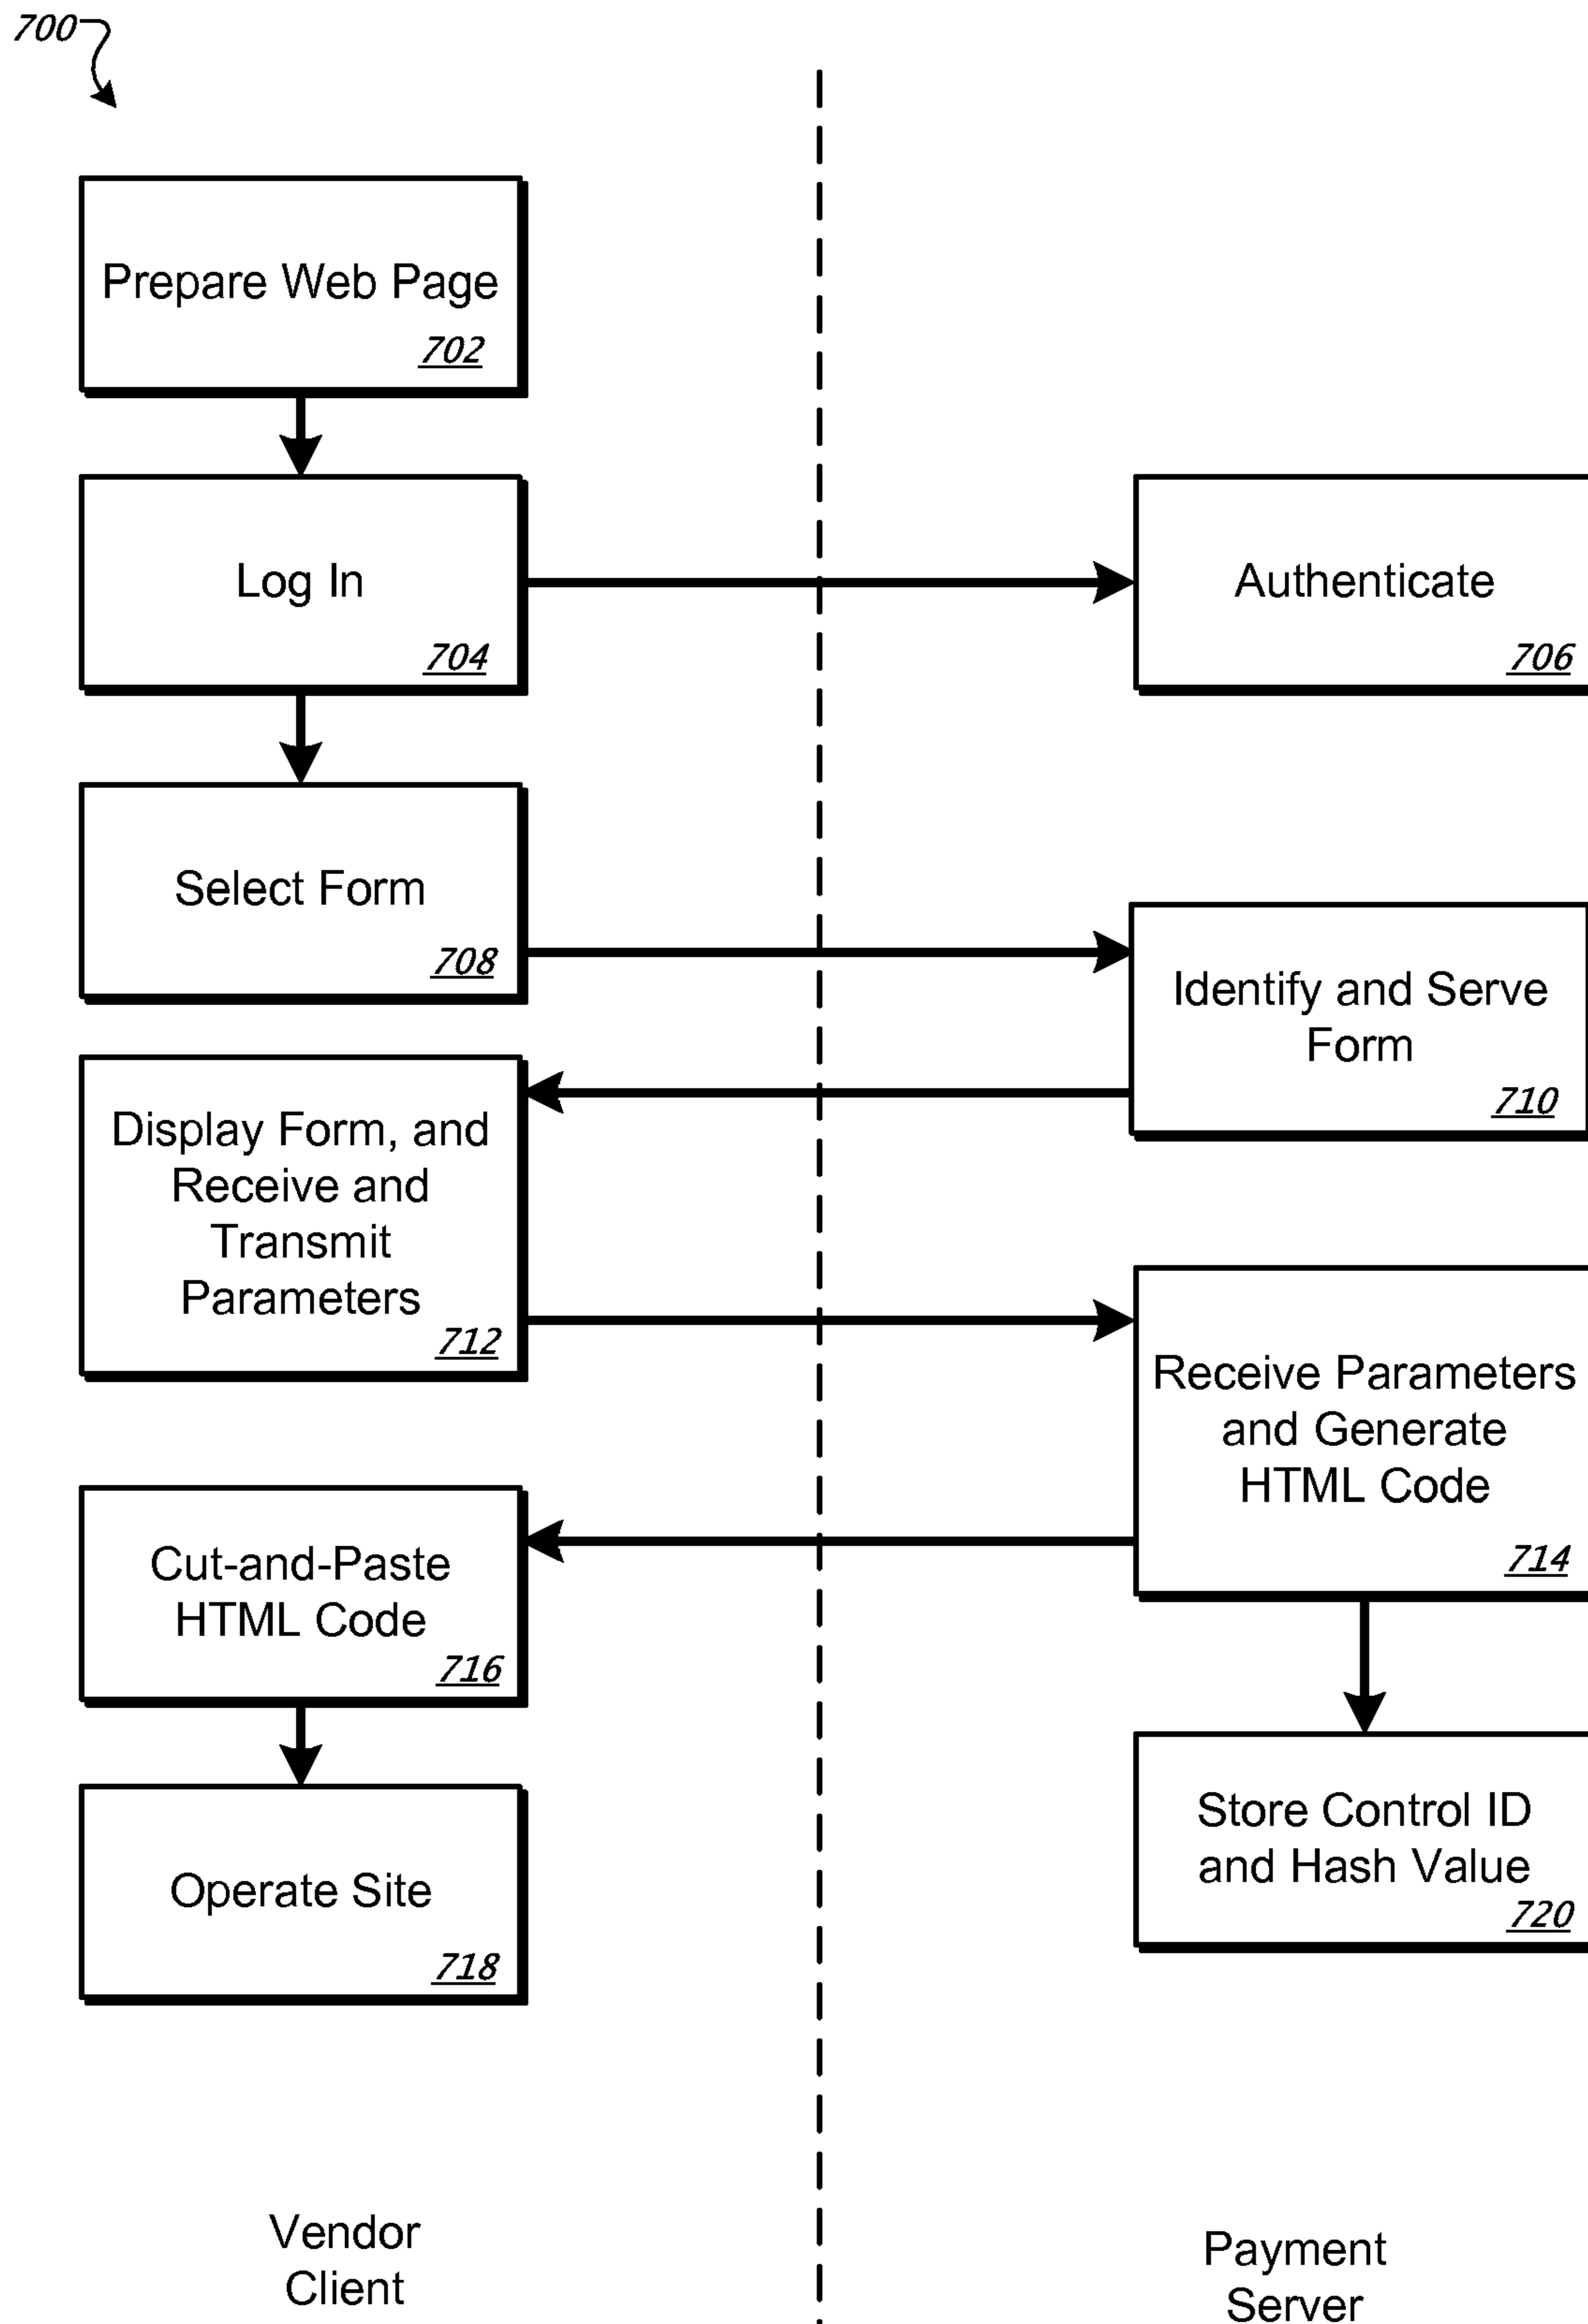 700
Prepare Web Page
702
Log In
704
Authenticate
706
Select Form
708
Identify and Serve
Form
710
Display Form, and
Receive and
Transmit
Parameters
712
Receive Parameters
and Generate
HTML Code
714
Cut-and-Paste
HTML Code
716
Store Control ID
and Hash Value
720
Operate Site
718
Vendor
Client
Payment
Server